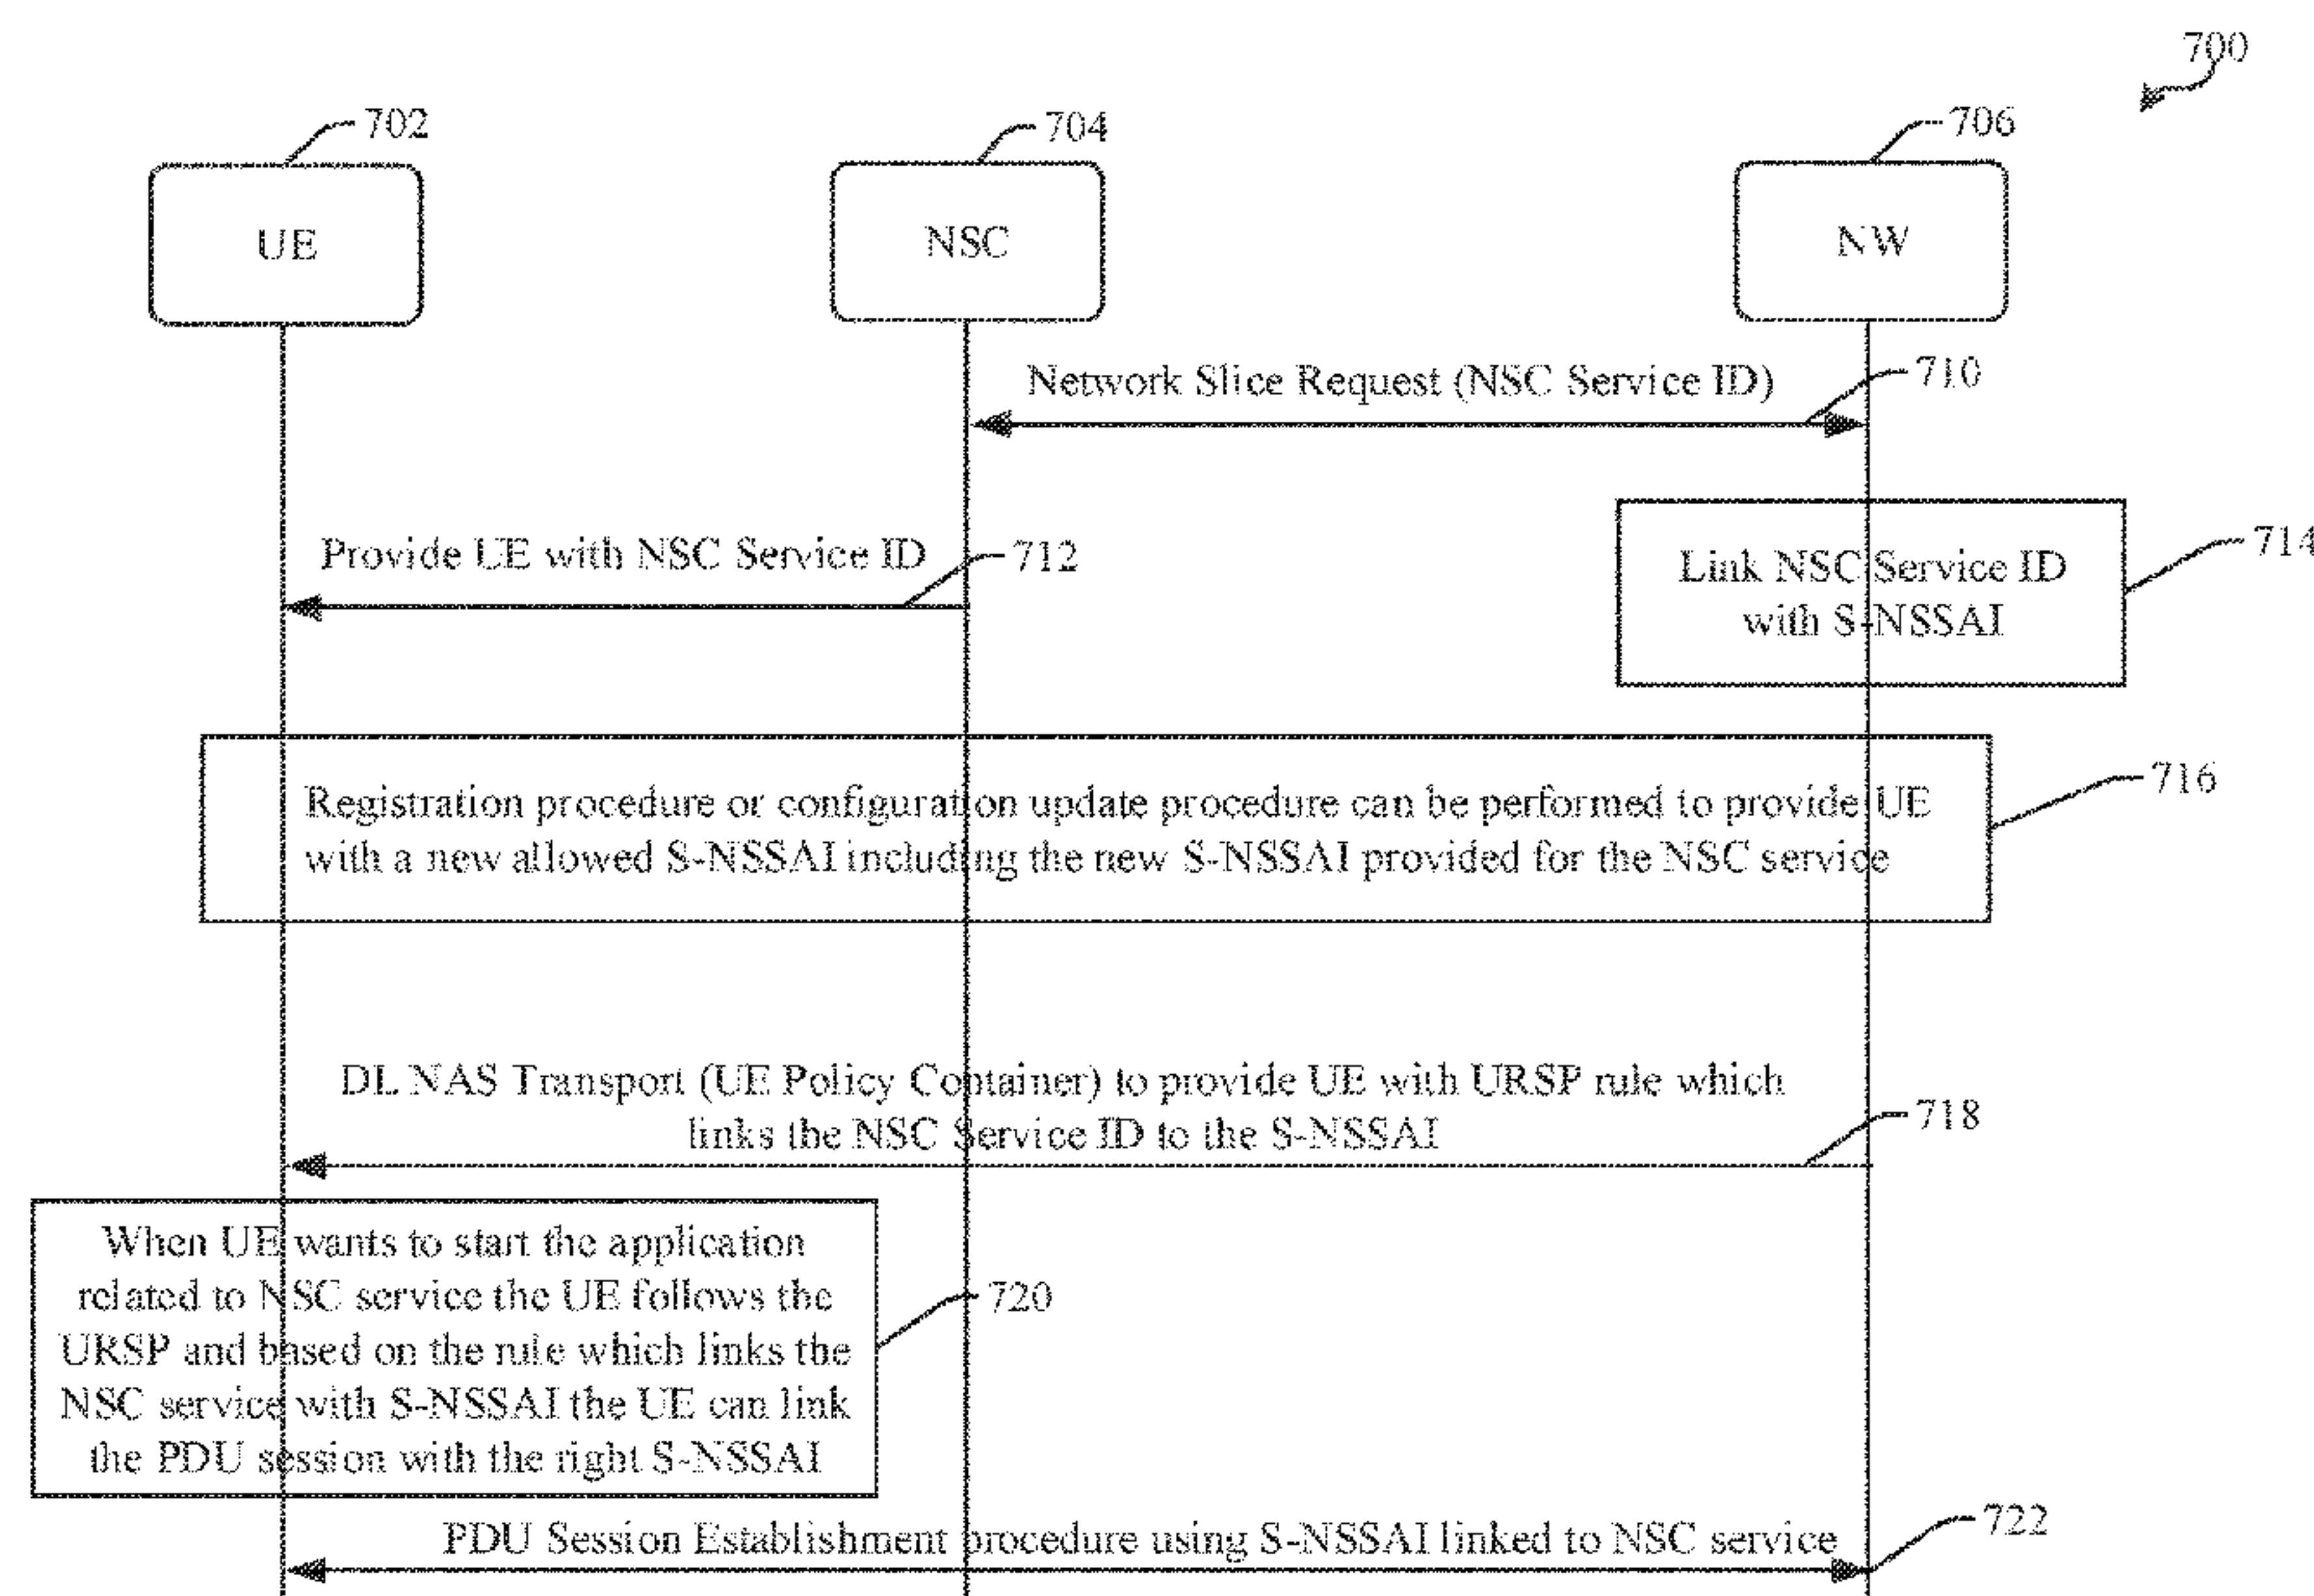 700
702
704
706
UE
NSC
NW
Network Slice Request (NSC Service ID)
710
Provide UE with NSC Service ID
712
Link NSC Service ID
with S-NSSAI
714
Registration procedure or configuration update procedure can be performed to provide UE
with a new allowed S-NSSAI including the new S-NSSAI provided for the NSC service
716
DL NAS Transport (UE Policy Container) to provide UE with URSP rule which
links the NSC Service ID to the S-NSSAI
718
When UE wants to start the application
related to NSC service the UE follows the
URSP and based on the rule which links the
NSC service with S-NSSAI the UE can link
the PDU session with the right S-NSSAI
720
PDU Session Establishment procedure using S-NSSAI linked to NSC service
722